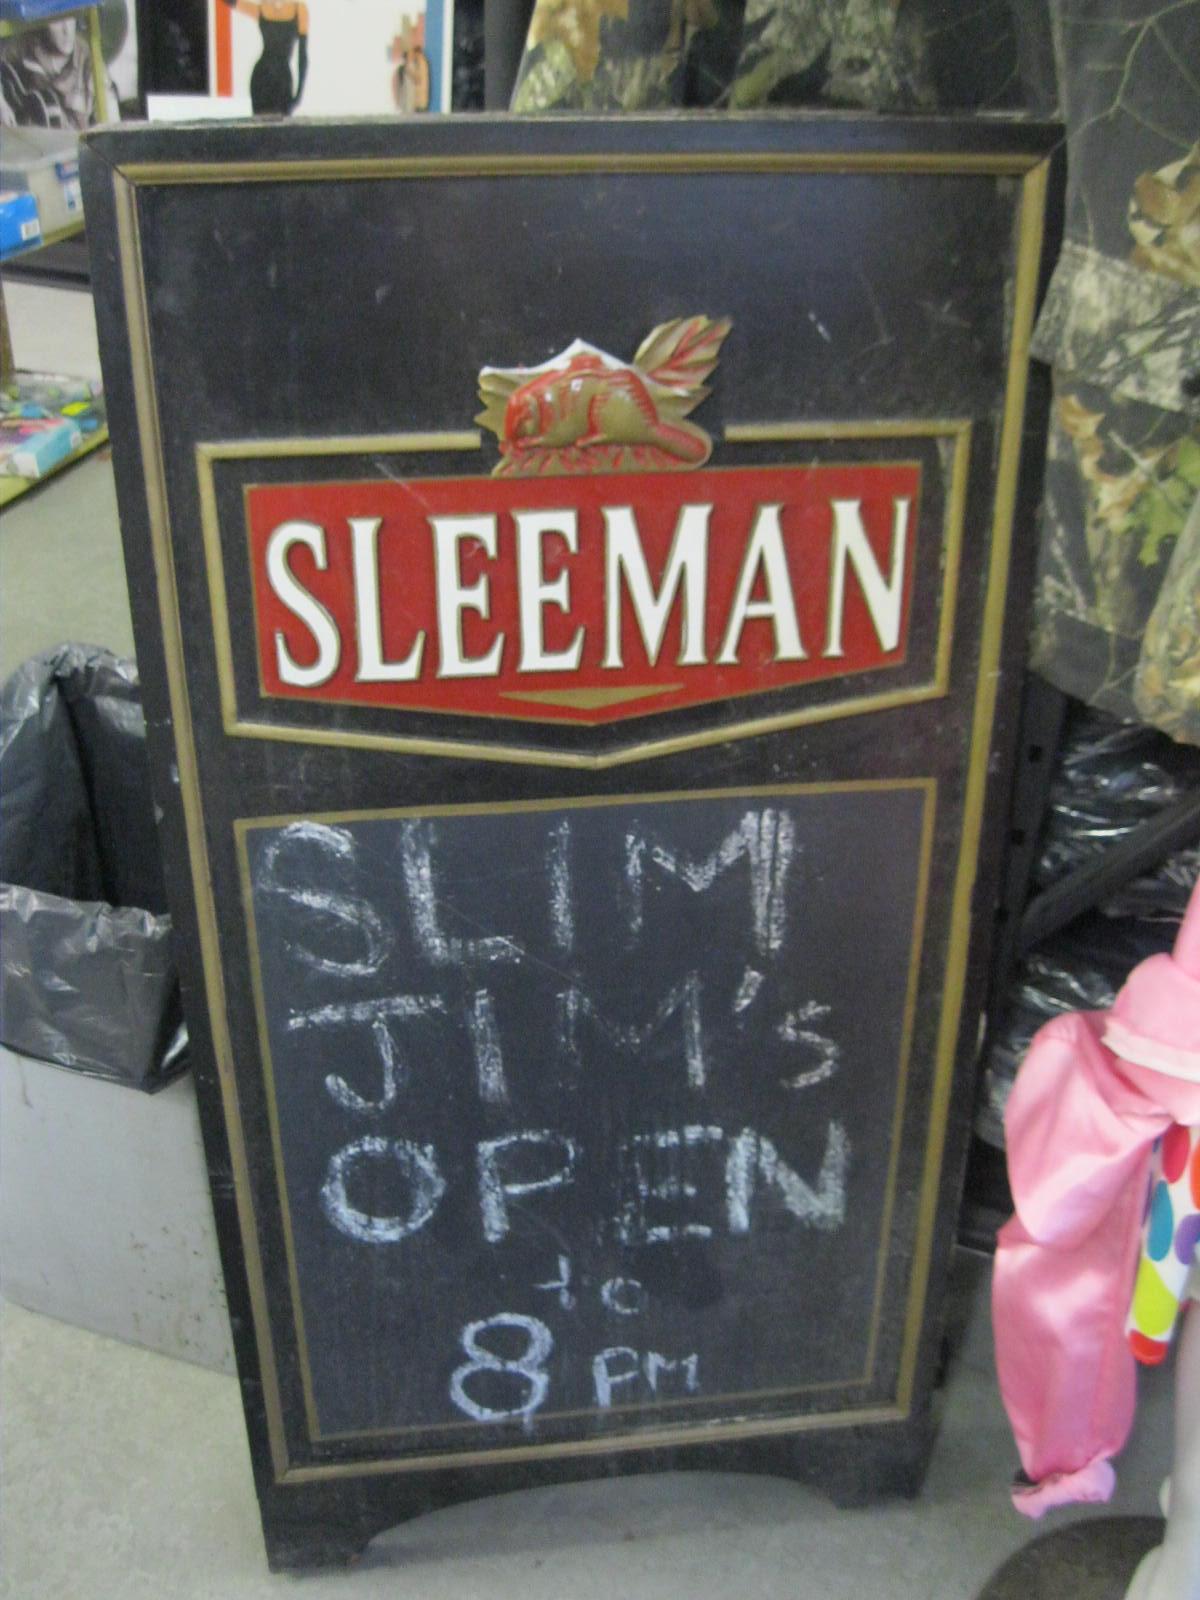 SLEEMAN
SLIM
JIM's
OPEN
to
8 PM